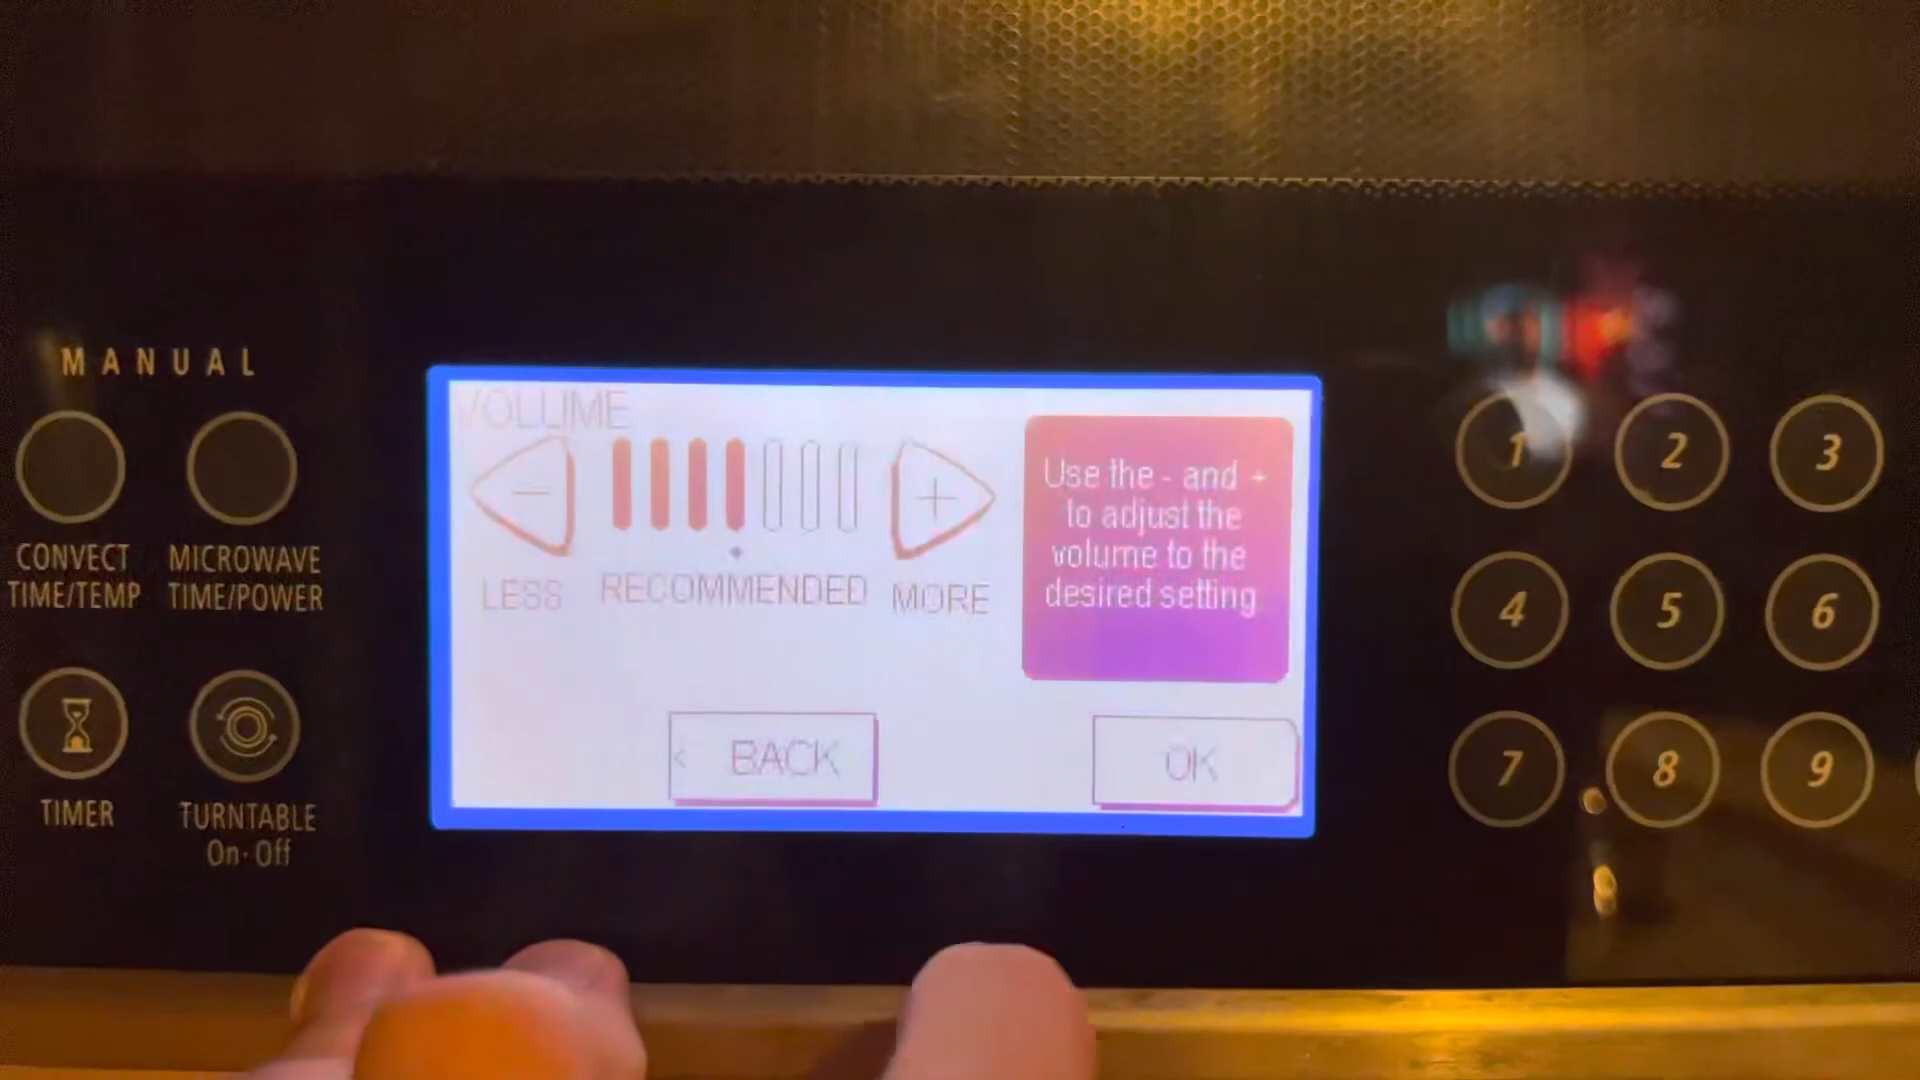 MANUAL
CONVECT
TIME/TEMP
MICROWAVE
TIME/POWER
TIMER
TURNTABLE
On·Off
VOLUME
-
+
LESS
RECOMMENDED
MORE
Use the - and +
to adjust the
volume to the
desired setting
< BACK
OK
1 2 3
4 5 6
7 8 9